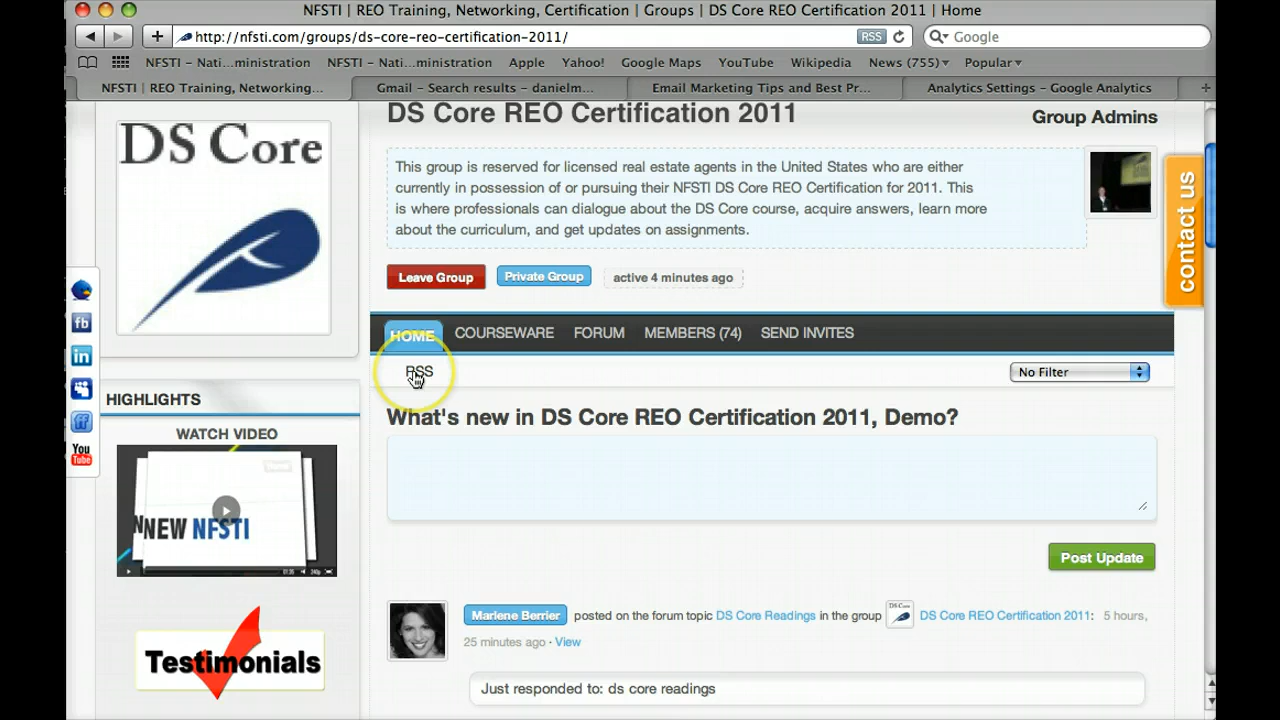 NFSTI | REO Training, Networking, Certification | Groups | DS Core REO Certification 2011 | Home
http://nfsti.com/groups/ds-core-reo-certification-2011/
RSS
Google
NFSTI – Nati...ministration
NFSTI – Nati...ministration
Apple
Yahoo!
Google Maps
YouTube
Wikipedia
News (755)
Popular
NFSTI | REO Training, Networking...
Gmail – Search results – danielm...
Email Marketing Tips and Best Pr...
Analytics Settings – Google Analytics
DS Core
DS Core REO Certification 2011
Group Admins
This group is reserved for licensed real estate agents in the United States who are either
currently in possession of or pursuing their NFSTI DS Core REO Certification for 2011. This
is where professionals can dialogue about the DS Core course, acquire answers, learn more
about the curriculum, and get updates on assignments.
contact us
Leave Group
Private Group
active 4 minutes ago
HOME
COURSEWARE
FORUM
MEMBERS (74)
SEND INVITES
RSS
No Filter
fb
in
ff
You
Tube
HIGHLIGHTS
WATCH VIDEO
NEW NFSTI
Testimonials
What's new in DS Core REO Certification 2011, Demo?
Post Update
Marlene Berrier posted on the forum topic DS Core Readings in the group DS Core REO Certification 2011: 5 hours,
25 minutes ago · View
Just responded to: ds core readings